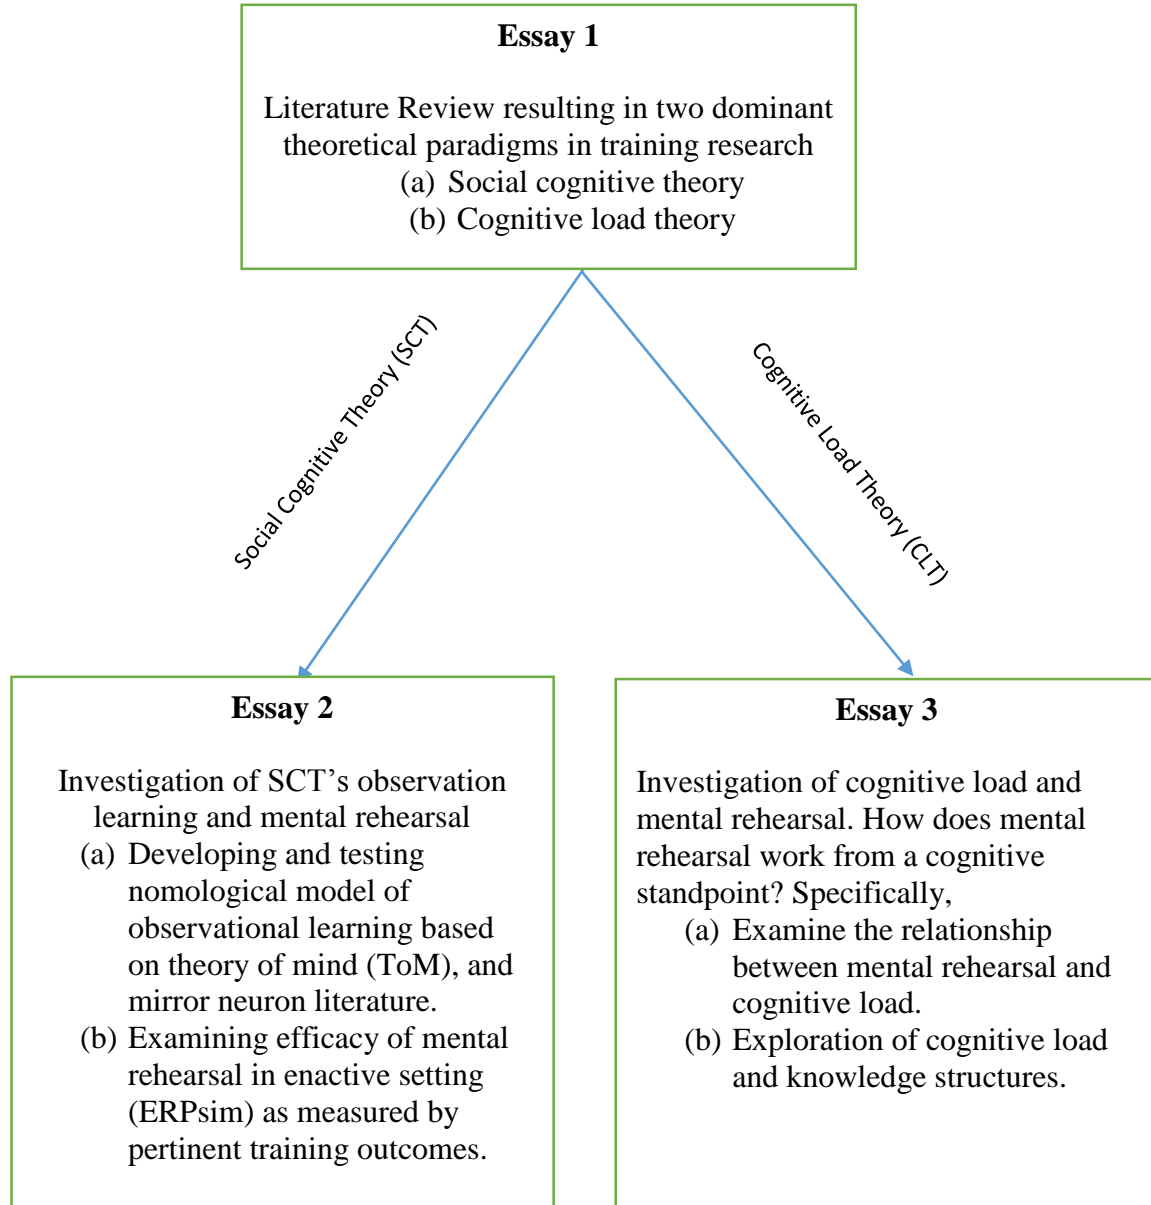 Essay 1
Literature Review resulting in two dominant
theoretical paradigms in training research
(a) Social cognitive theory
(b) Cognitive load theory
Social Cognitive Theory (SCT)
Cognitive Load Theory (CLT)
Essay 2
Investigation of SCT’s observation
learning and mental rehearsal
(a) Developing and testing
nomological model of
observational learning based
on theory of mind (ToM), and
mirror neuron literature.
(b) Examining efficacy of mental
rehearsal in enactive setting
(ERPsim) as measured by
pertinent training outcomes.
Essay 3
Investigation of cognitive load and
mental rehearsal. How does mental
rehearsal work from a cognitive
standpoint? Specifically,
(a) Examine the relationship
between mental rehearsal and
cognitive load.
(b) Exploration of cognitive load
and knowledge structures.